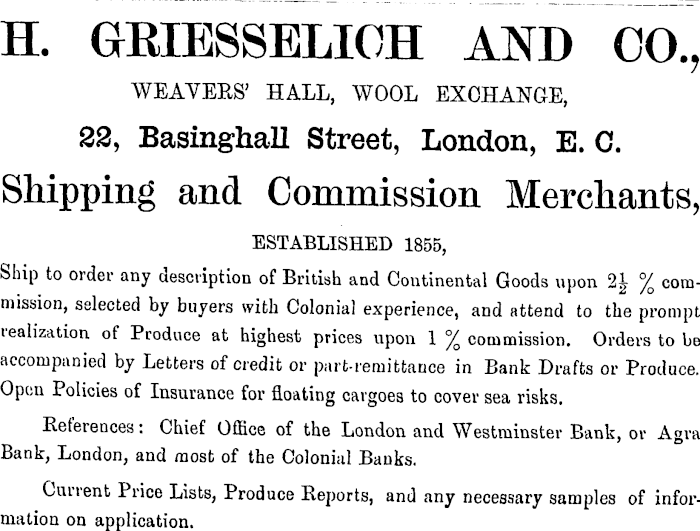 H. GRIESSELICH AND CO.,
WEAVERS' HALL, WOOL EXCHANGE,
22, Basinghall Street, London, E. C.
Shipping and Commission Merchants,
ESTABLISHED 1855,
Ship to order any description of British and Continental Goods upon 2½ % com-
mission, selected by buyers with Colonial experience, and attend to the prompt
realization of Produce at highest prices upon 1 % commission. Orders to be
accompanied by Letters of credit or part-remittance in Bank Drafts or Produce.
Open Policies of Insurance for floating cargoes to cover sea risks.
References: Chief Office of the London and Westminster Bank, or Agra
Bank, London, and most of the Colonial Banks.
Current Price Lists, Produce Reports, and any necessary samples of infor-
mation on application.